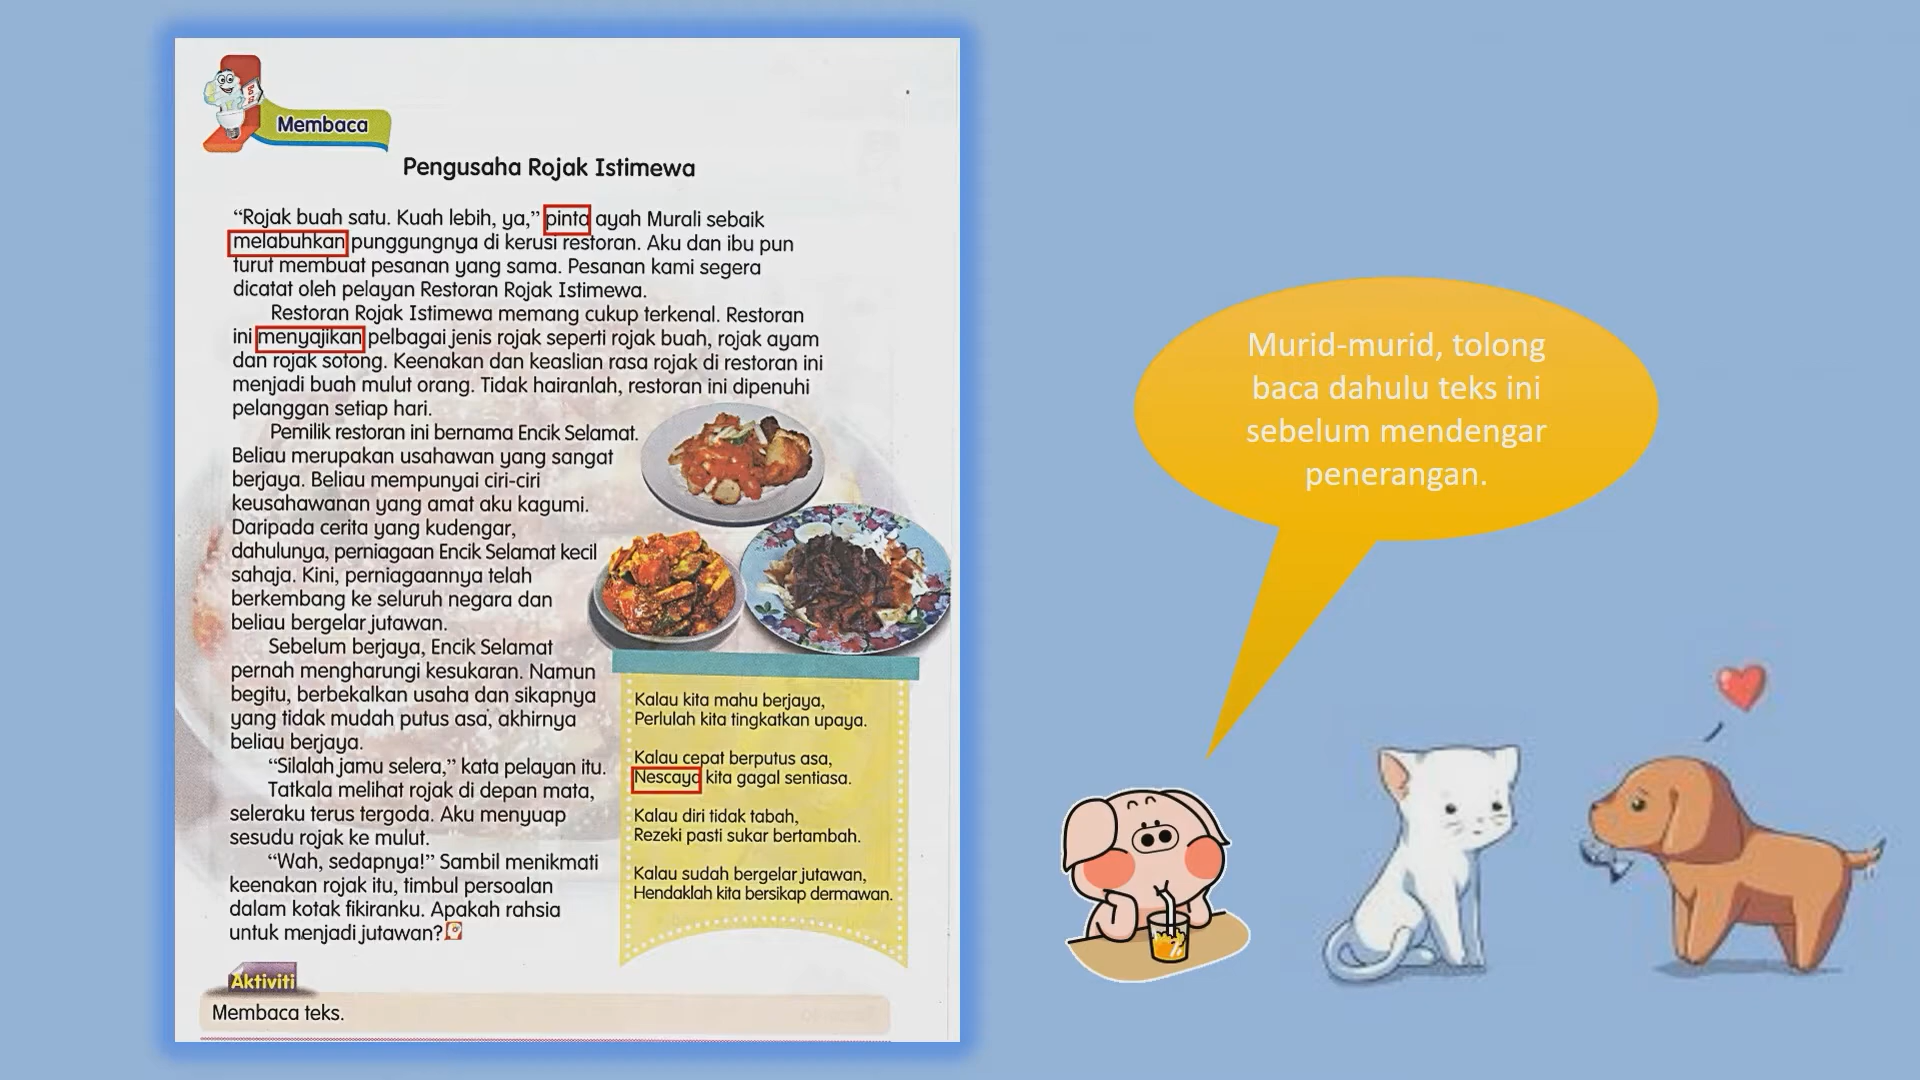 Membaca
Pengusaha Rojak Istimewa
“Rojak buah satu. Kuah lebih, ya,” pinta ayah Murali sebaik
melabuhkan punggungnya di kerusi restoran. Aku dan ibu pun
turut membuat pesanan yang sama. Pesanan kami segera
dicatat oleh pelayan Restoran Rojak Istimewa.
Restoran Rojak Istimewa memang cukup terkenal. Restoran
ini menyajikan pelbagai jenis rojak seperti rojak buah, rojak ayam
dan rojak sotong. Keenakan dan keaslian rasa rojak di restoran ini
menjadi buah mulut orang. Tidak hairanlah, restoran ini dipenuhi
pelanggan setiap hari.
Pemilik restoran ini bernama Encik Selamat.
Beliau merupakan usahawan yang sangat
berjaya. Beliau mempunyai ciri-ciri
keusahawanan yang amat aku kagumi.
Daripada cerita yang kudengar,
dahulunya, perniagaan Encik Selamat kecil
sahaja. Kini, perniagaannya telah
berkembang ke seluruh negara dan
beliau bergelar jutawan.
Sebelum berjaya, Encik Selamat
pernah mengharungi kesukaran. Namun
begitu, berbekalkan usaha dan sikapnya
yang tidak mudah putus asa, akhirnya
beliau berjaya.
“Silalah jamu selera,” kata pelayan itu.
Tatkala melihat rojak di depan mata,
seleraku terus tergoda. Aku menyuap
sesudu rojak ke mulut.
“Wah, sedapnya!” Sambil menikmati
keenakan rojak itu, timbul persoalan
dalam kotak fikiranku. Apakah rahsia
untuk menjadi jutawan?
Kalau kita mahu berjaya,
Perlulah kita tingkatkan upaya.
Kalau cepat berputus asa,
Nescaya kita gagal sentiasa.
Kalau diri tidak tabah,
Rezeki pasti sukar bertambah.
Kalau sudah bergelar jutawan,
Hendaklah kita bersikap dermawan.
Aktiviti
Membaca teks.
Murid-murid, tolong
baca dahulu teks ini
sebelum mendengar
penerangan.